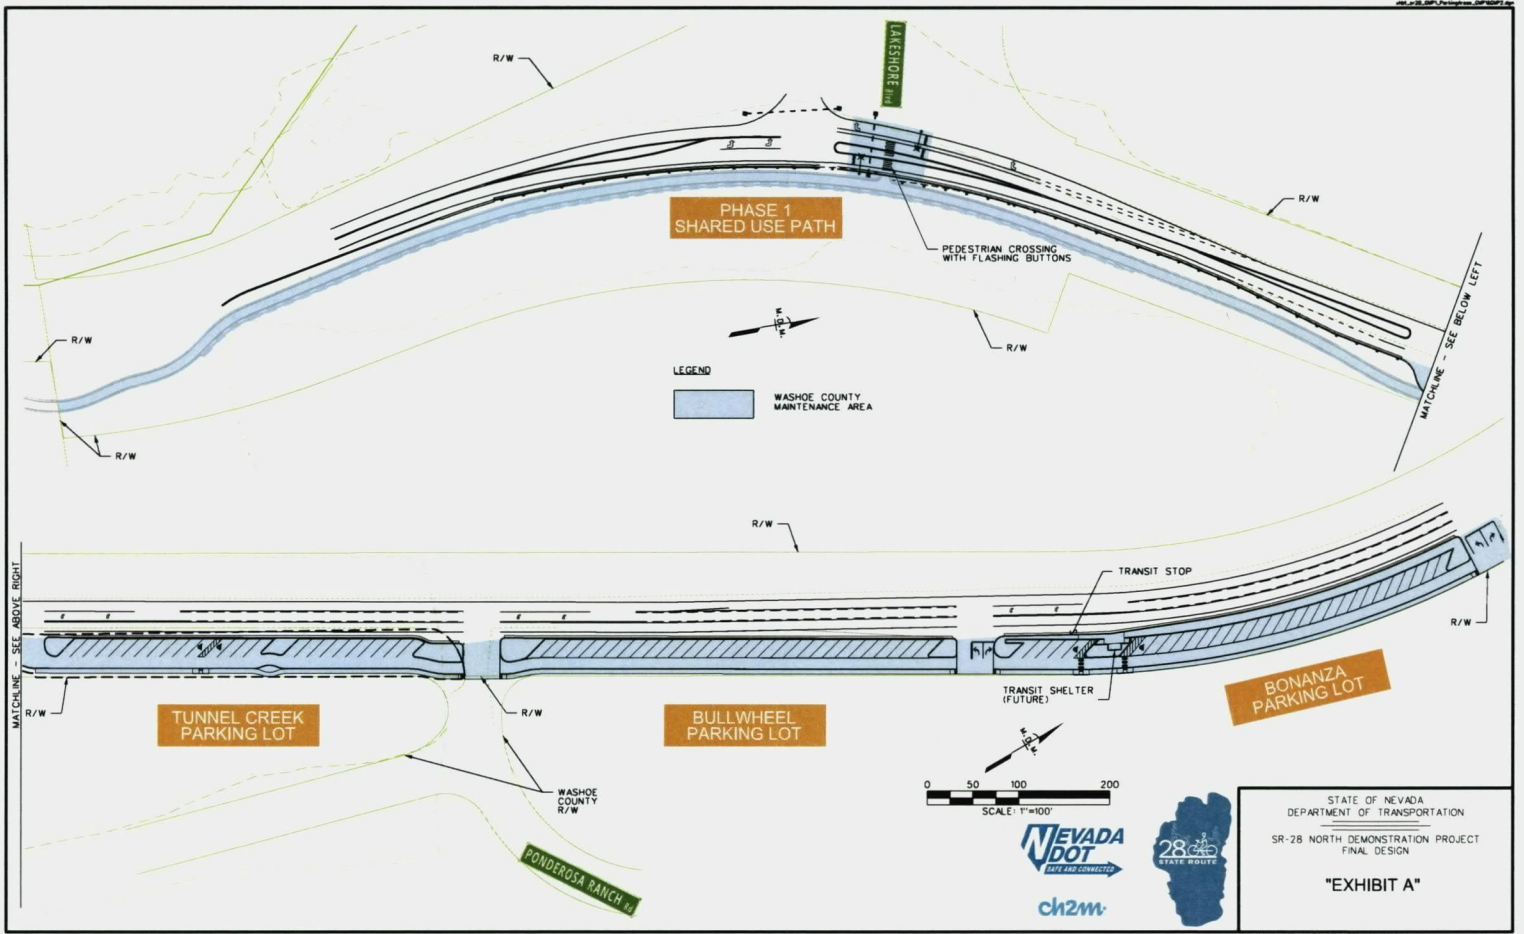 LAKESHORE Blvd
R/W
R/W
PHASE 1
SHARED USE PATH
PEDESTRIAN CROSSING
WITH FLASHING BUTTONS
MATCHLINE - SEE BELOW LEFT
R/W
R/W
LEGEND
WASHOE COUNTY
MAINTENANCE AREA
R/W
R/W
MATCHLINE - SEE ABOVE RIGHT
TRANSIT STOP
R/W
TRANSIT SHELTER
(FUTURE)
BONANZA
PARKING LOT
R/W
R/W
TUNNEL CREEK
PARKING LOT
BULLWHEEL
PARKING LOT
WASHOE
COUNTY
R/W
PONDEROSA RANCH Rd
0 50 100 200
SCALE: 1"=100'
NEVADA
DOT
SAFE AND CONNECTED
ch2m
28
STATE ROUTE
STATE OF NEVADA
DEPARTMENT OF TRANSPORTATION
SR-28 NORTH DEMONSTRATION PROJECT
FINAL DESIGN
"EXHIBIT A"